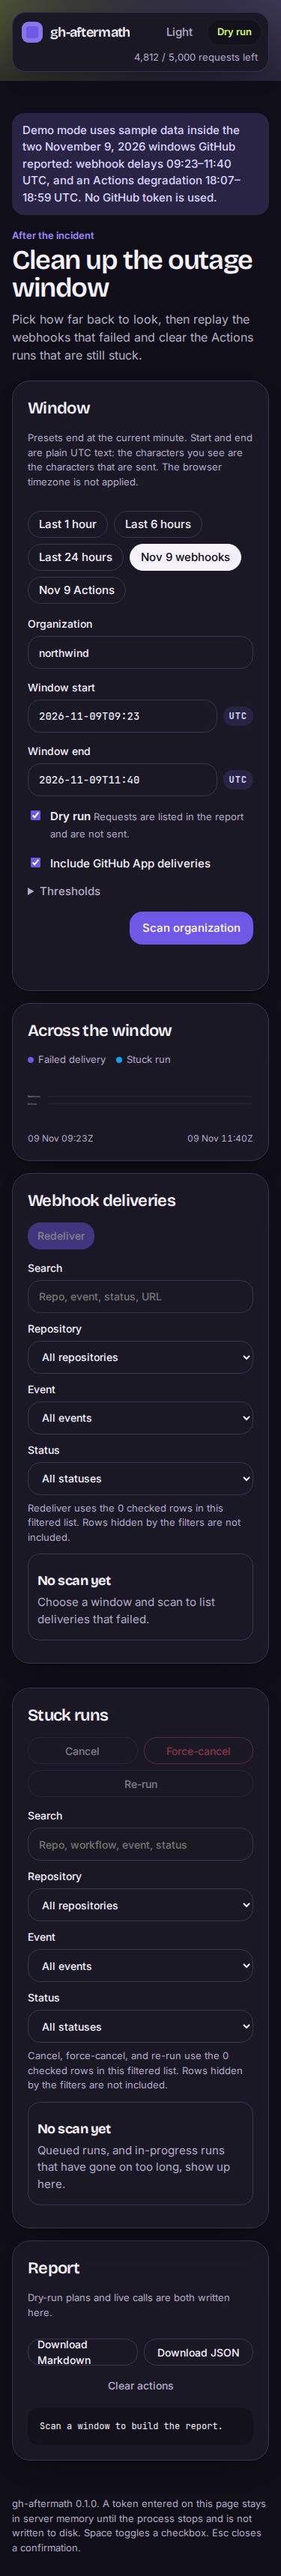 gh-aftermath
Light
Dry run
4,812 / 5,000 requests left
Demo mode uses sample data inside the
two November 9, 2026 windows GitHub
reported: webhook delays 09:23–11:40
UTC, and an Actions degradation 18:07–
18:59 UTC. No GitHub token is used.
After the incident
Clean up the outage
window
Pick how far back to look, then replay the
webhooks that failed and clear the Actions
runs that are still stuck.
Window
Presets end at the current minute. Start and end
are plain UTC text: the characters you see are
the characters that are sent. The browser
timezone is not applied.
Last 1 hour
Last 6 hours
Last 24 hours
Nov 9 webhooks
Nov 9 Actions
Organization
northwind
Window start
2026-11-09T09:23
UTC
Window end
2026-11-09T11:40
UTC
Dry run Requests are listed in the report
and are not sent.
Include GitHub App deliveries
Thresholds
Scan organization
Across the window
Failed delivery
Stuck run
09 Nov 09:23Z
09 Nov 11:40Z
Webhook deliveries
Redeliver
Search
Repo, event, status, URL
Repository
All repositories
Event
All events
Status
All statuses
Redeliver uses the 0 checked rows in this
filtered list. Rows hidden by the filters are not
included.
No scan yet
Choose a window and scan to list
deliveries that failed.
Stuck runs
Cancel
Force-cancel
Re-run
Search
Repo, workflow, event, status
Repository
All repositories
Event
All events
Status
All statuses
Cancel, force-cancel, and re-run use the 0
checked rows in this filtered list. Rows hidden
by the filters are not included.
No scan yet
Queued runs, and in-progress runs
that have gone on too long, show up
here.
Report
Dry-run plans and live calls are both written
here.
Download
Markdown
Download JSON
Clear actions
Scan a window to build the report.
gh-aftermath 0.1.0. A token entered on this page stays
in server memory until the process stops and is not
written to disk. Space toggles a checkbox. Esc closes
a confirmation.